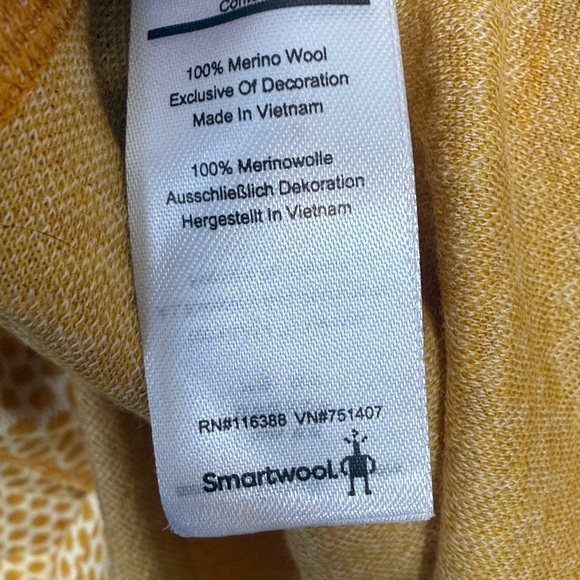 100% Merino Wool
Exclusive Of Decoration
Made In Vietnam
100% Merinowolle
Ausschließlich Dekoration
Hergestellt In Vietnam
RN#116388 VN#751407
Smartwool